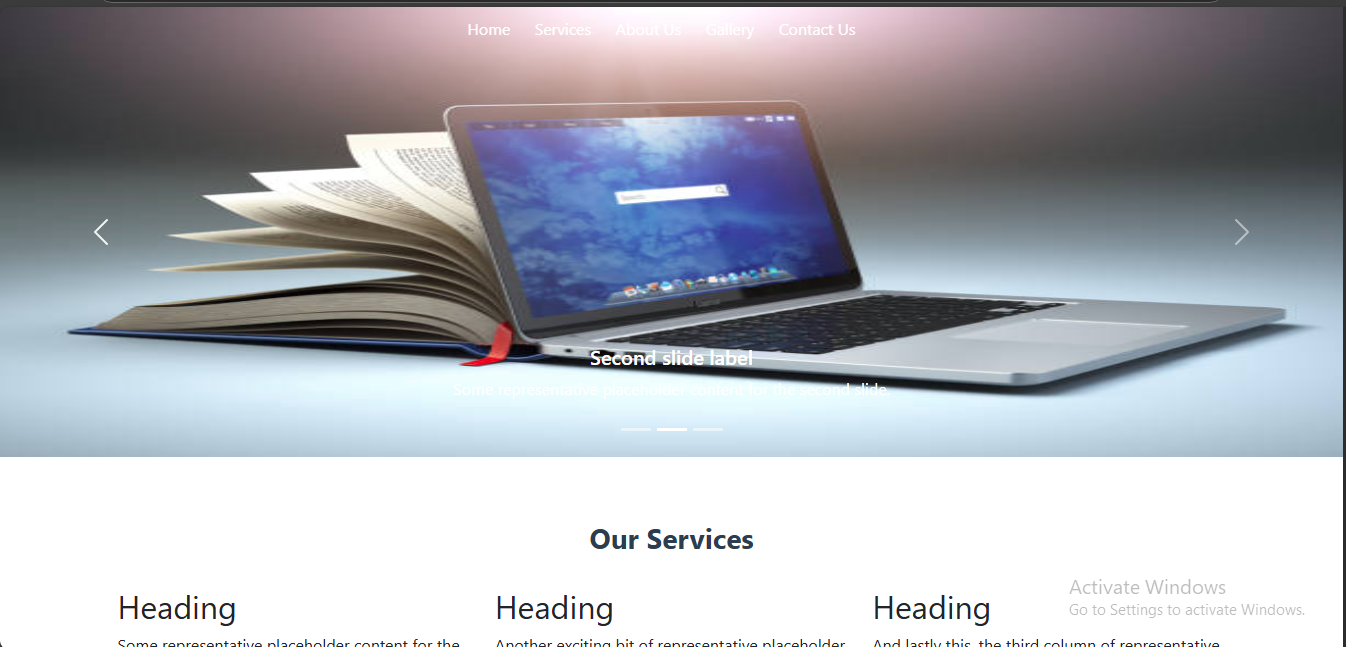 Home Services About Us Gallery Contact Us
Second slide label
Some representative placeholder content for the second slide.
Our Services
Heading
Some representative placeholder content for the
Heading
Another exciting bit of representative placeholder
Heading
And lastly this, the third column of representative
Activate Windows
Go to Settings to activate Windows.